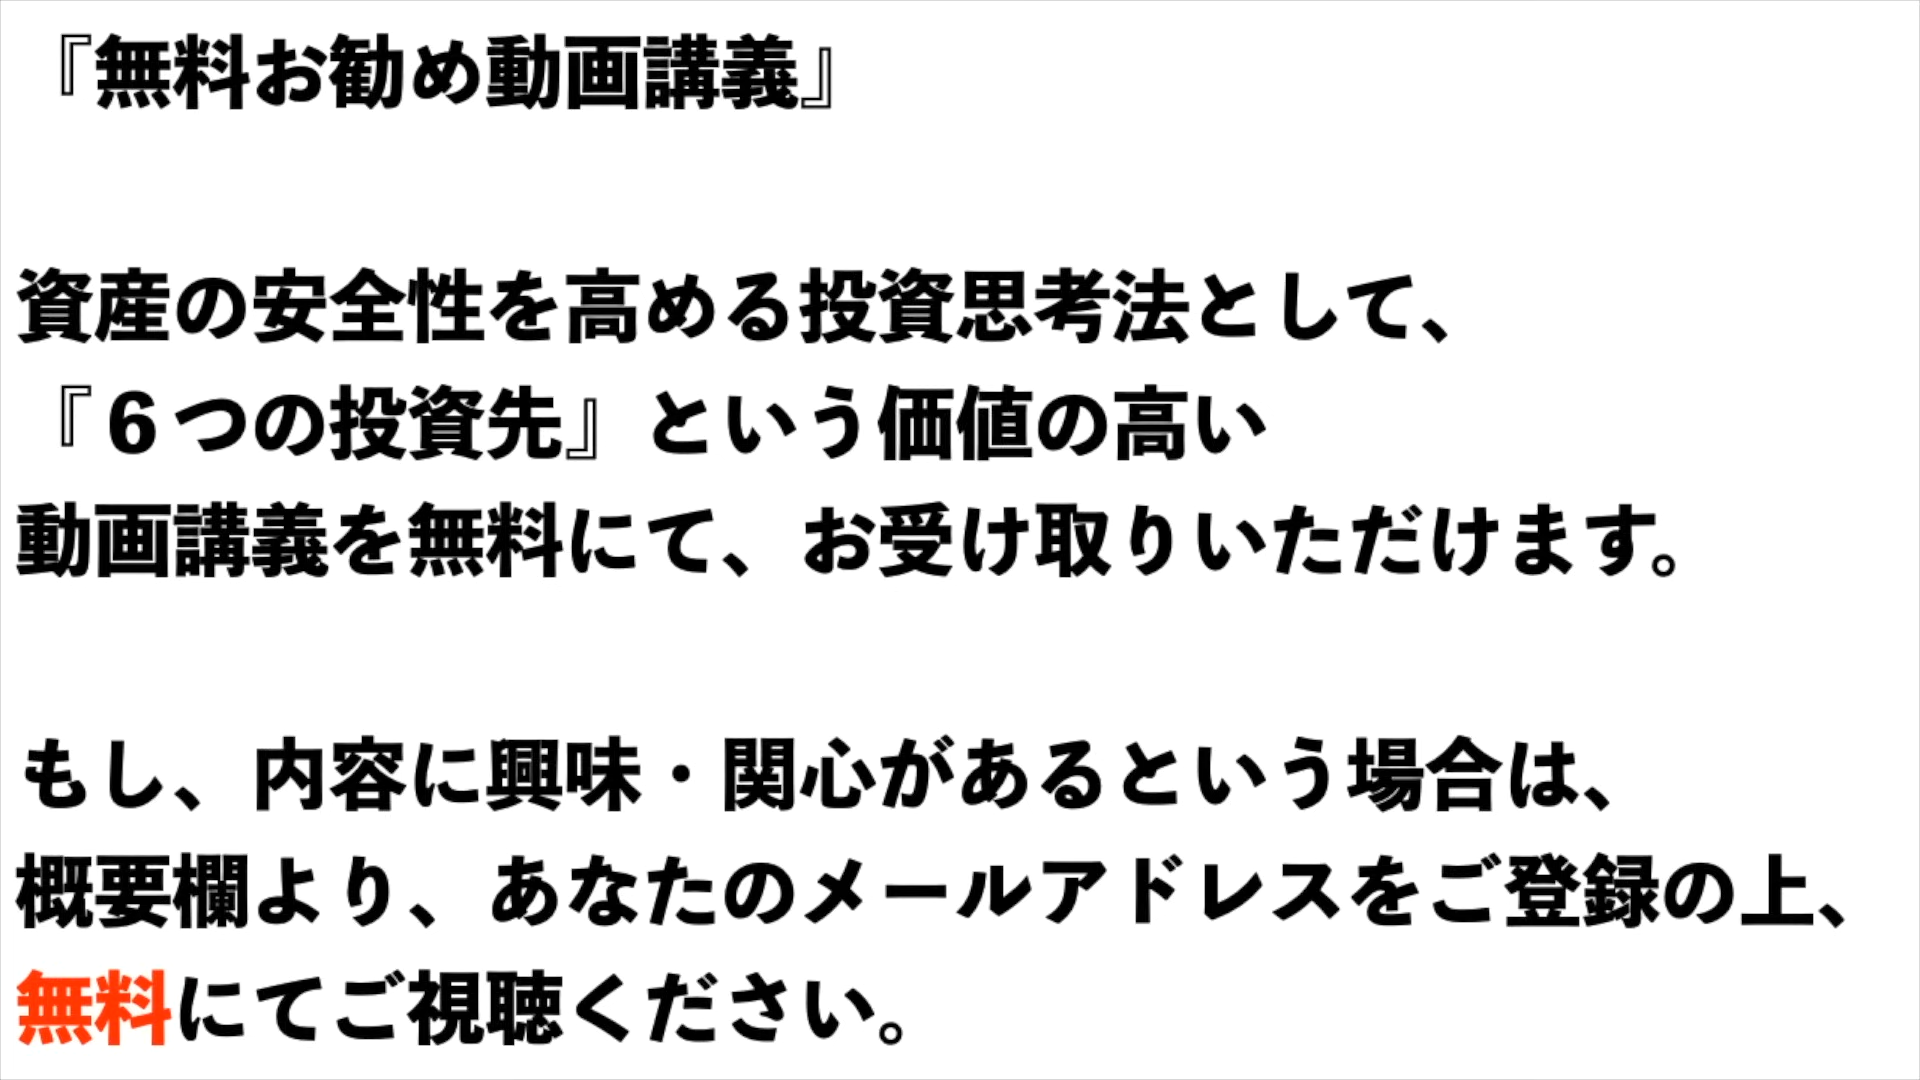 『無料お勧め動画講義』
資産の安全性を高める投資思考法として、
『６つの投資先』という価値の高い
動画講義を無料にて、お受け取りいただけます。
もし、内容に興味・関心があるという場合は、
概要欄より、あなたのメールアドレスをご登録の上、
無料にてご視聴ください。